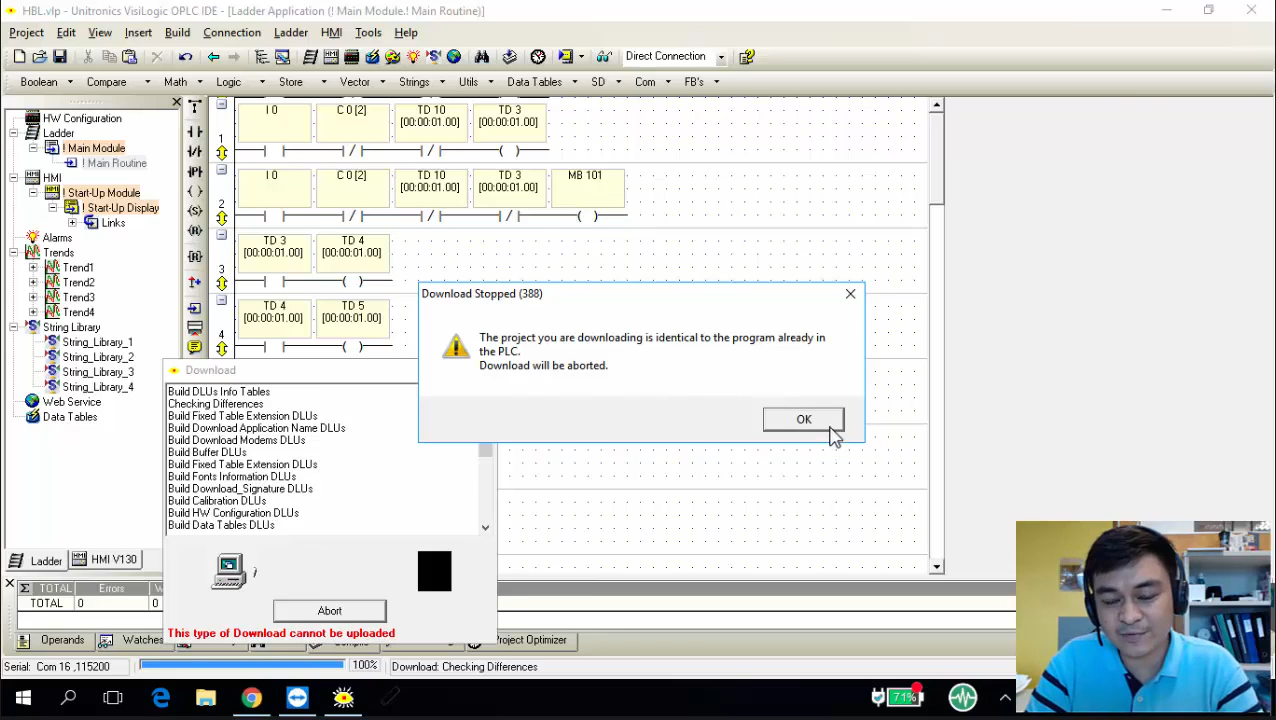 HBL.vlp - Unitronics VisiLogic OPLC IDE - [Ladder Application (! Main Module.! Main Routine)]
Project Edit View Insert Build Connection Ladder HMI Tools Help
Direct Connection
Boolean Compare Math Logic Store Vector Strings Utils Data Tables SD Com FB's
HW Configuration
Ladder
! Main Module
! Main Routine
HMI
! Start-Up Module
! Start-Up Display
Links
Alarms
Trends
Trend1
Trend2
Trend3
Trend4
String Library
String_Library_1
String_Library_2
String_Library_3
String_Library_4
Web Service
Data Tables
Ladder HMI V130
1
I 0 C 0 [2] TD 10 TD 3
[00:00:01.00] [00:00:01.00]
2
I 0 C 0 [2] TD 10 TD 3 MB 101
[00:00:01.00] [00:00:01.00]
3
TD 3 TD 4
[00:00:01.00] [00:00:01.00]
4
TD 4 TD 5
[00:00:01.00] [00:00:01.00]
Download Stopped (388)
The project you are downloading is identical to the program already in
the PLC.
Download will be aborted.
OK
Download
Build DLUs Info Tables
Checking Differences
Build Fixed Table Extension DLUs
Build Download Application Name DLUs
Build Download Modems DLUs
Build Buffer DLUs
Build Fixed Table Extension DLUs
Build Fonts Information DLUs
Build Download_Signature DLUs
Build Calibration DLUs
Build HW Configuration DLUs
Build Data Tables DLUs
Abort
This type of Download cannot be uploaded
TOTAL Errors
TOTAL 0 0
Operands Watches Project Optimizer
Serial: Com 16 ,115200 100% Download: Checking Differences
71%